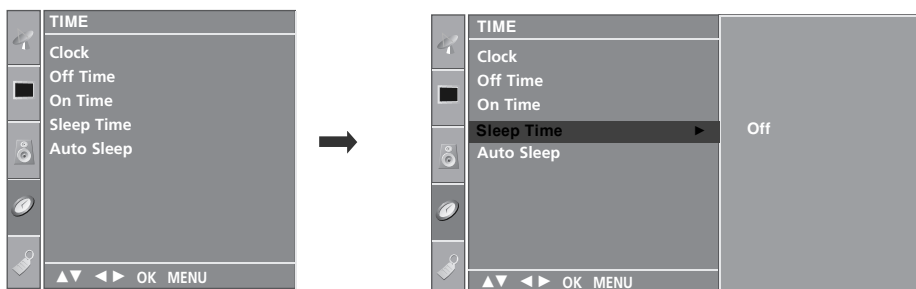 TIME
Clock
Off Time
On Time
Sleep Time
Auto Sleep
▲▼ ◄► OK MENU
TIME
Clock
Off Time
On Time
Sleep Time ► Off
Auto Sleep
▲▼ ◄► OK MENU